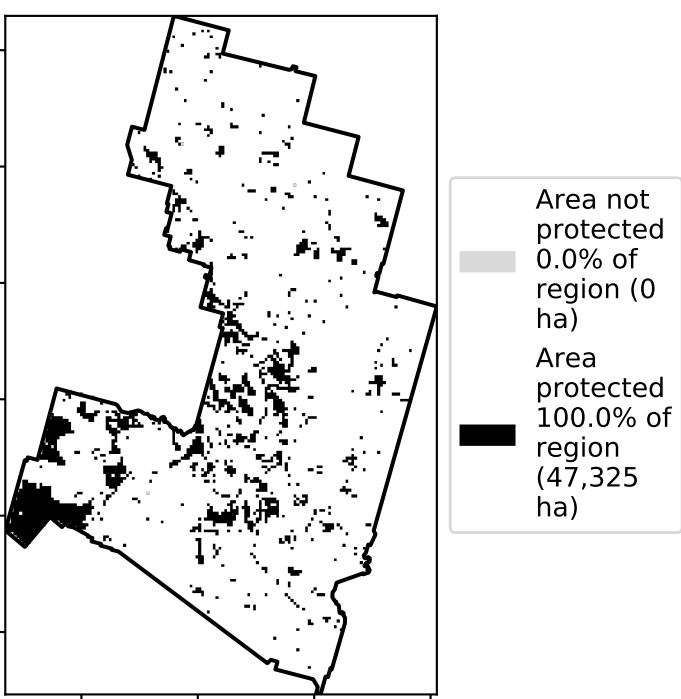 Area not
protected
0.0% of
region (0
ha)
Area
protected
100.0% of
region
(47,325
ha)